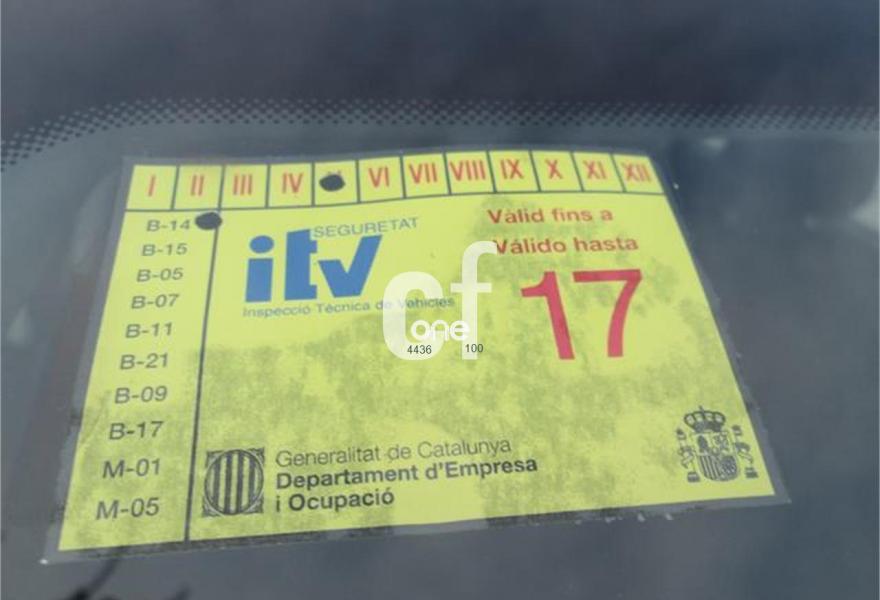 I II III IV VI VII VIII IX X XI XII
B-14
B-15
B-05
B-07
B-11
B-21
B-09
B-17
M-01
M-05
SEGURETAT
itv
Inspecció Tècnica de Vehicles
Vàlid fins a
Válido hasta
17
cf
one
4436 100
Generalitat de Catalunya
Departament d'Empresa
i Ocupació